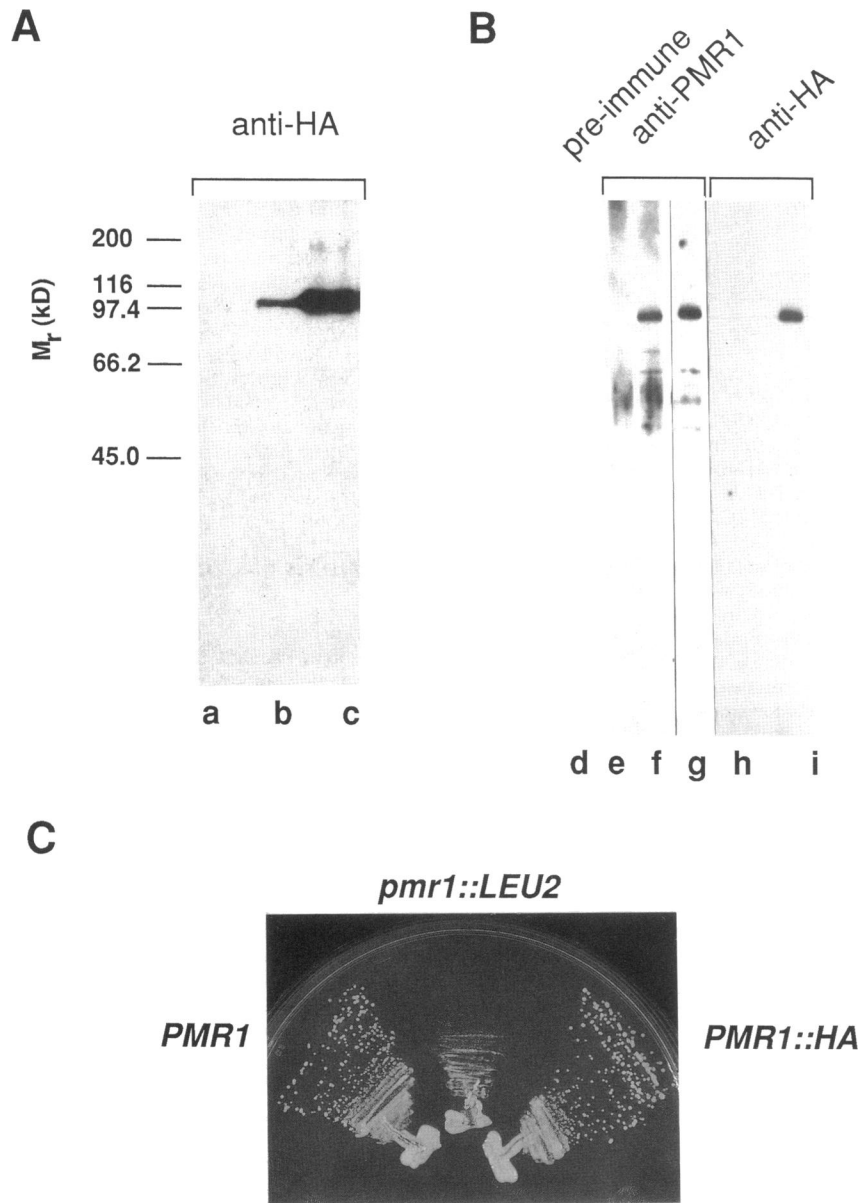 A
anti-HA
200
116
97.4
66.2
45.0
Mr (kD)
a b c
B
pre-immune
anti-PMR1
anti-HA
d e f g h i
C
pmr1::LEU2
PMR1
PMR1::HA